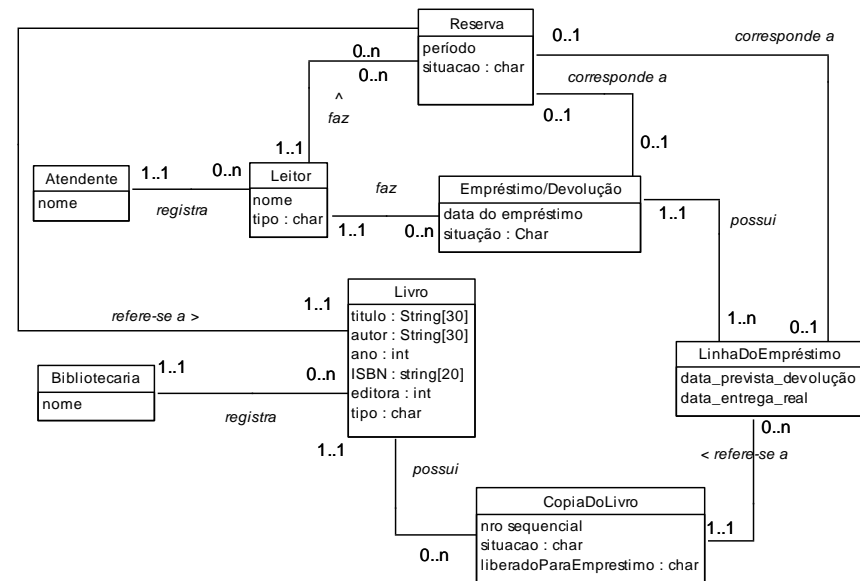 Reserva
período
situacao : char
0..1
corresponde a
0..n
0..n
corresponde a
^
faz
0..1
0..1
1..1
Atendente
nome
1..1
0..n
registra
Leitor
nome
tipo : char
faz
1..1
0..n
Empréstimo/Devolução
data do empréstimo
situação : Char
1..1
possui
1..n
0..1
refere-se a >
1..1
Livro
titulo : String[30]
autor : String[30]
ano : int
ISBN : string[20]
editora : int
tipo : char
Bibliotecaria
nome
1..1
0..n
registra
LinhaDoEmpréstimo
data_prevista_devolução
data_entrega_real
0..n
< refere-se a
1..1
possui
0..n
CopiaDoLivro
nro sequencial
situacao : char
liberadoParaEmprestimo : char
1..1